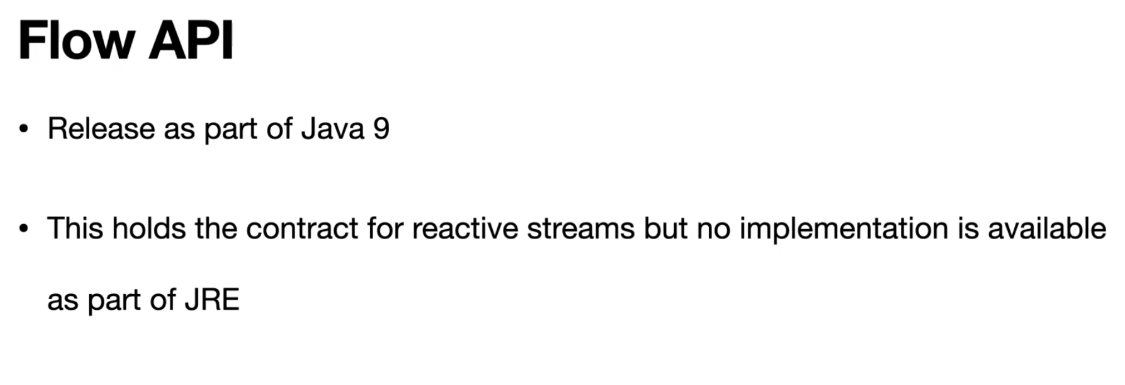 Flow API
• Release as part of Java 9
• This holds the contract for reactive streams but no implementation is available
as part of JRE